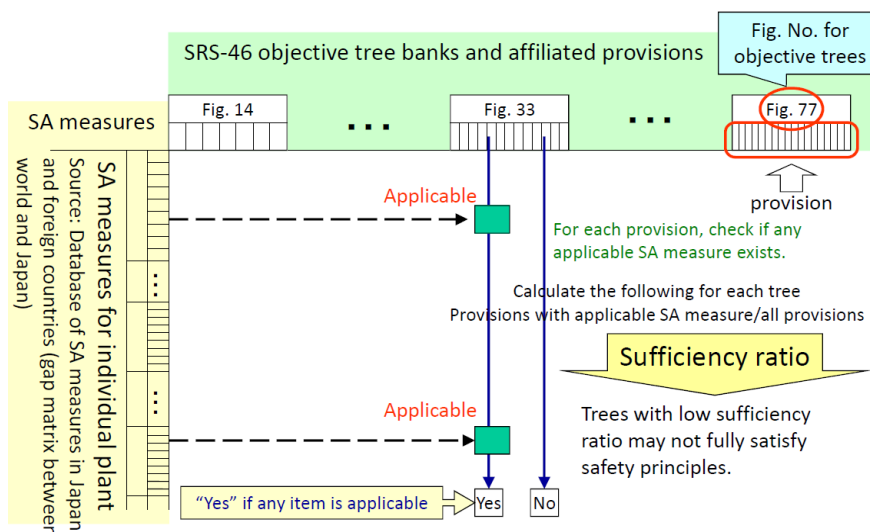 Fig. No. for
objective trees
SRS-46 objective tree banks and affiliated provisions
SA measures
Fig. 14
...
Fig. 33
...
Fig. 77
provision
SA measures for individual plant
Source: Database of SA measures in Japan
and foreign countries (gap matrix between
world and Japan)
...
...
Applicable
For each provision, check if any
applicable SA measure exists.
Calculate the following for each tree
Provisions with applicable SA measure/all provisions
Sufficiency ratio
Applicable
Trees with low sufficiency
ratio may not fully satisfy
safety principles.
"Yes" if any item is applicable
Yes
No